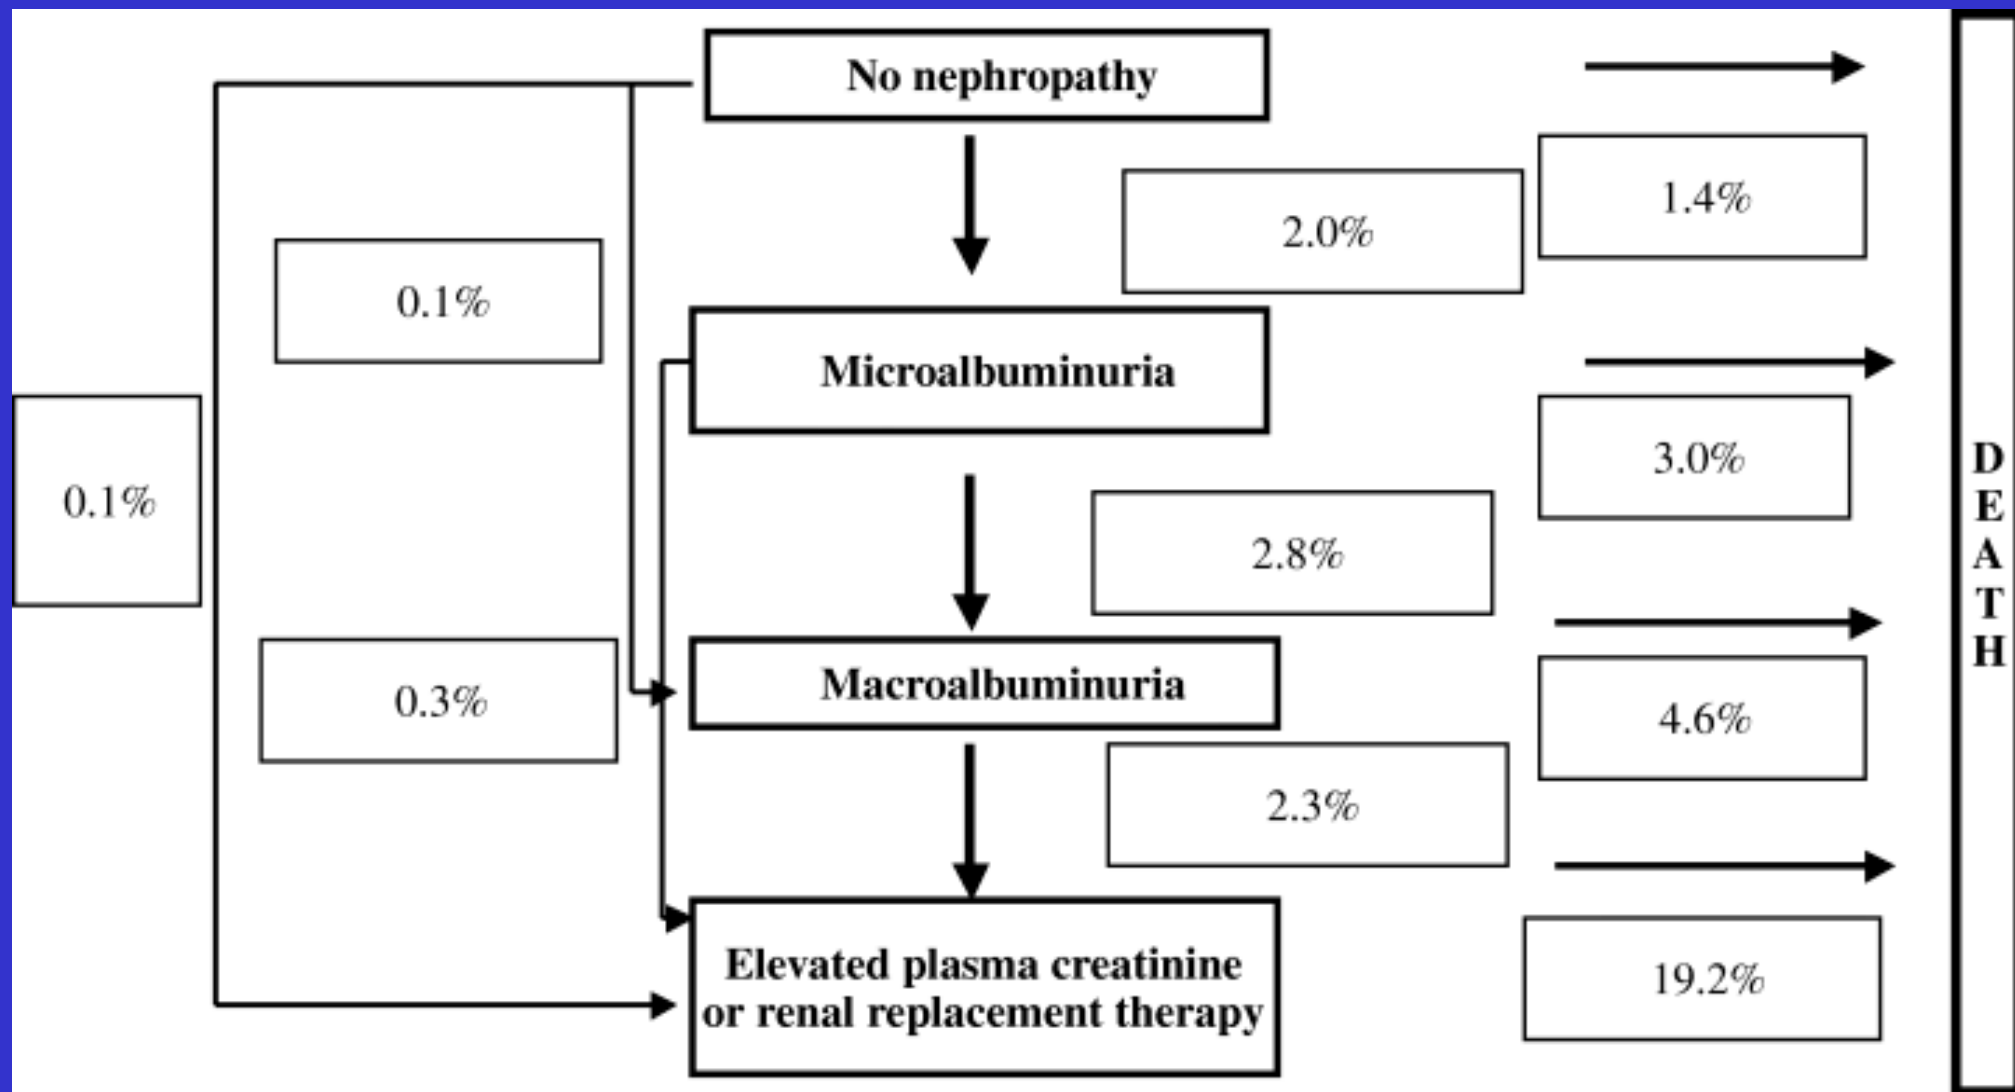 No nephropathy
1.4%
2.0%
0.1%
Microalbuminuria
3.0%
0.1%
2.8%
D
E
A
T
H
Macroalbuminuria
0.3%
4.6%
2.3%
Elevated plasma creatinine
or renal replacement therapy
19.2%